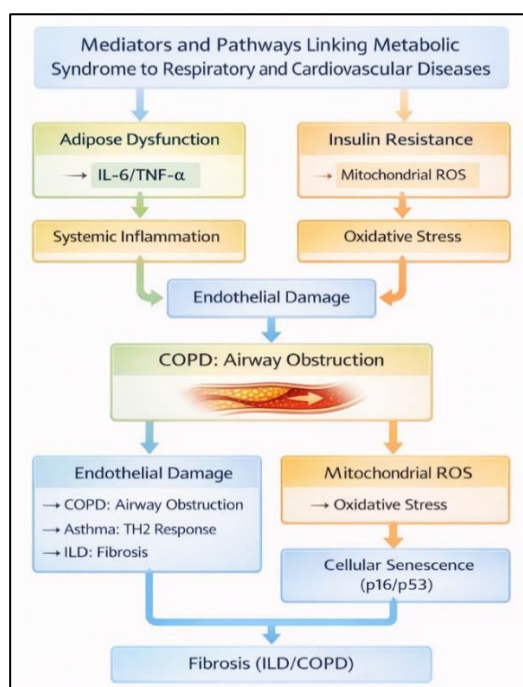 Mediators and Pathways Linking Metabolic
Syndrome to Respiratory and Cardiovascular Diseases
Adipose Dysfunction
→ IL-6/TNF-α
Insulin Resistance
→ Mitochondrial ROS
Systemic Inflammation
Oxidative Stress
Endothelial Damage
COPD: Airway Obstruction
Endothelial Damage
→ COPD: Airway Obstruction
→ Asthma: TH2 Response
→ ILD: Fibrosis
Mitochondrial ROS
→ Oxidative Stress
Cellular Senescence
(p16/p53)
Fibrosis (ILD/COPD)